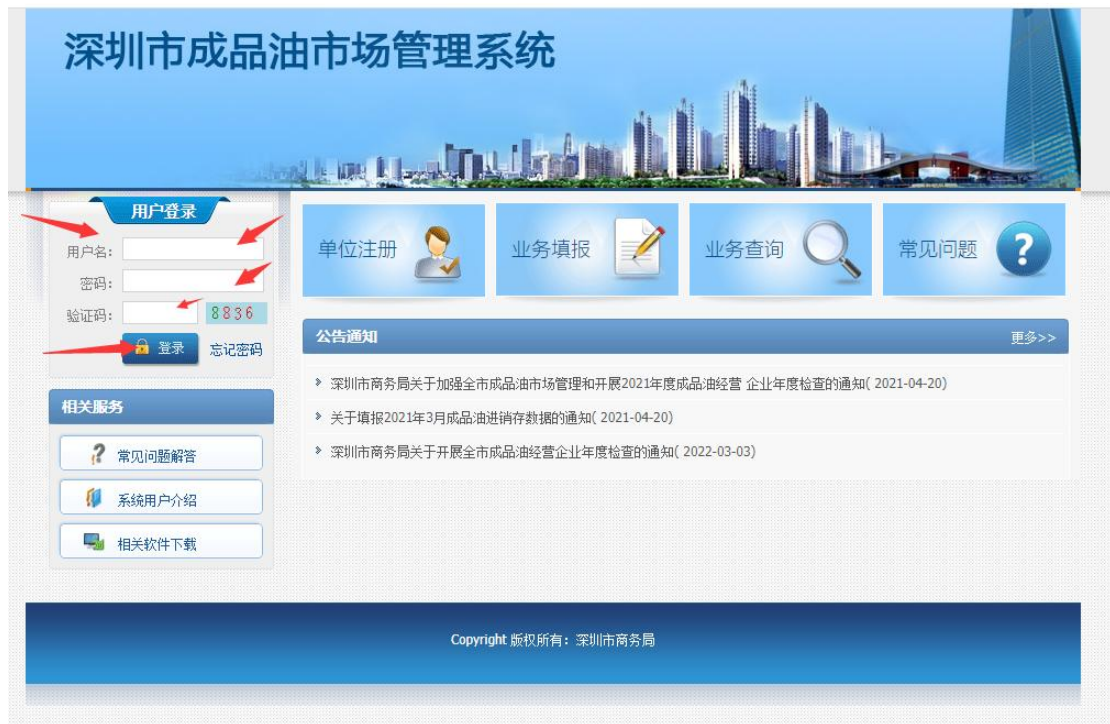 深圳市成品油市场管理系统
用户登录
用户名：
密码：
验证码：
8836
登录
忘记密码
单位注册
业务填报
业务查询
常见问题
公告通知
更多>>
深圳市商务局关于加强全市成品油市场管理和开展2021年度成品油经营 企业年度检查的通知( 2021-04-20)
关于填报2021年3月成品油进销存数据的通知( 2021-04-20)
深圳市商务局关于开展全市成品油经营企业年度检查的通知( 2022-03-03)
相关服务
常见问题解答
系统用户介绍
相关软件下载
Copyright 版权所有：深圳市商务局